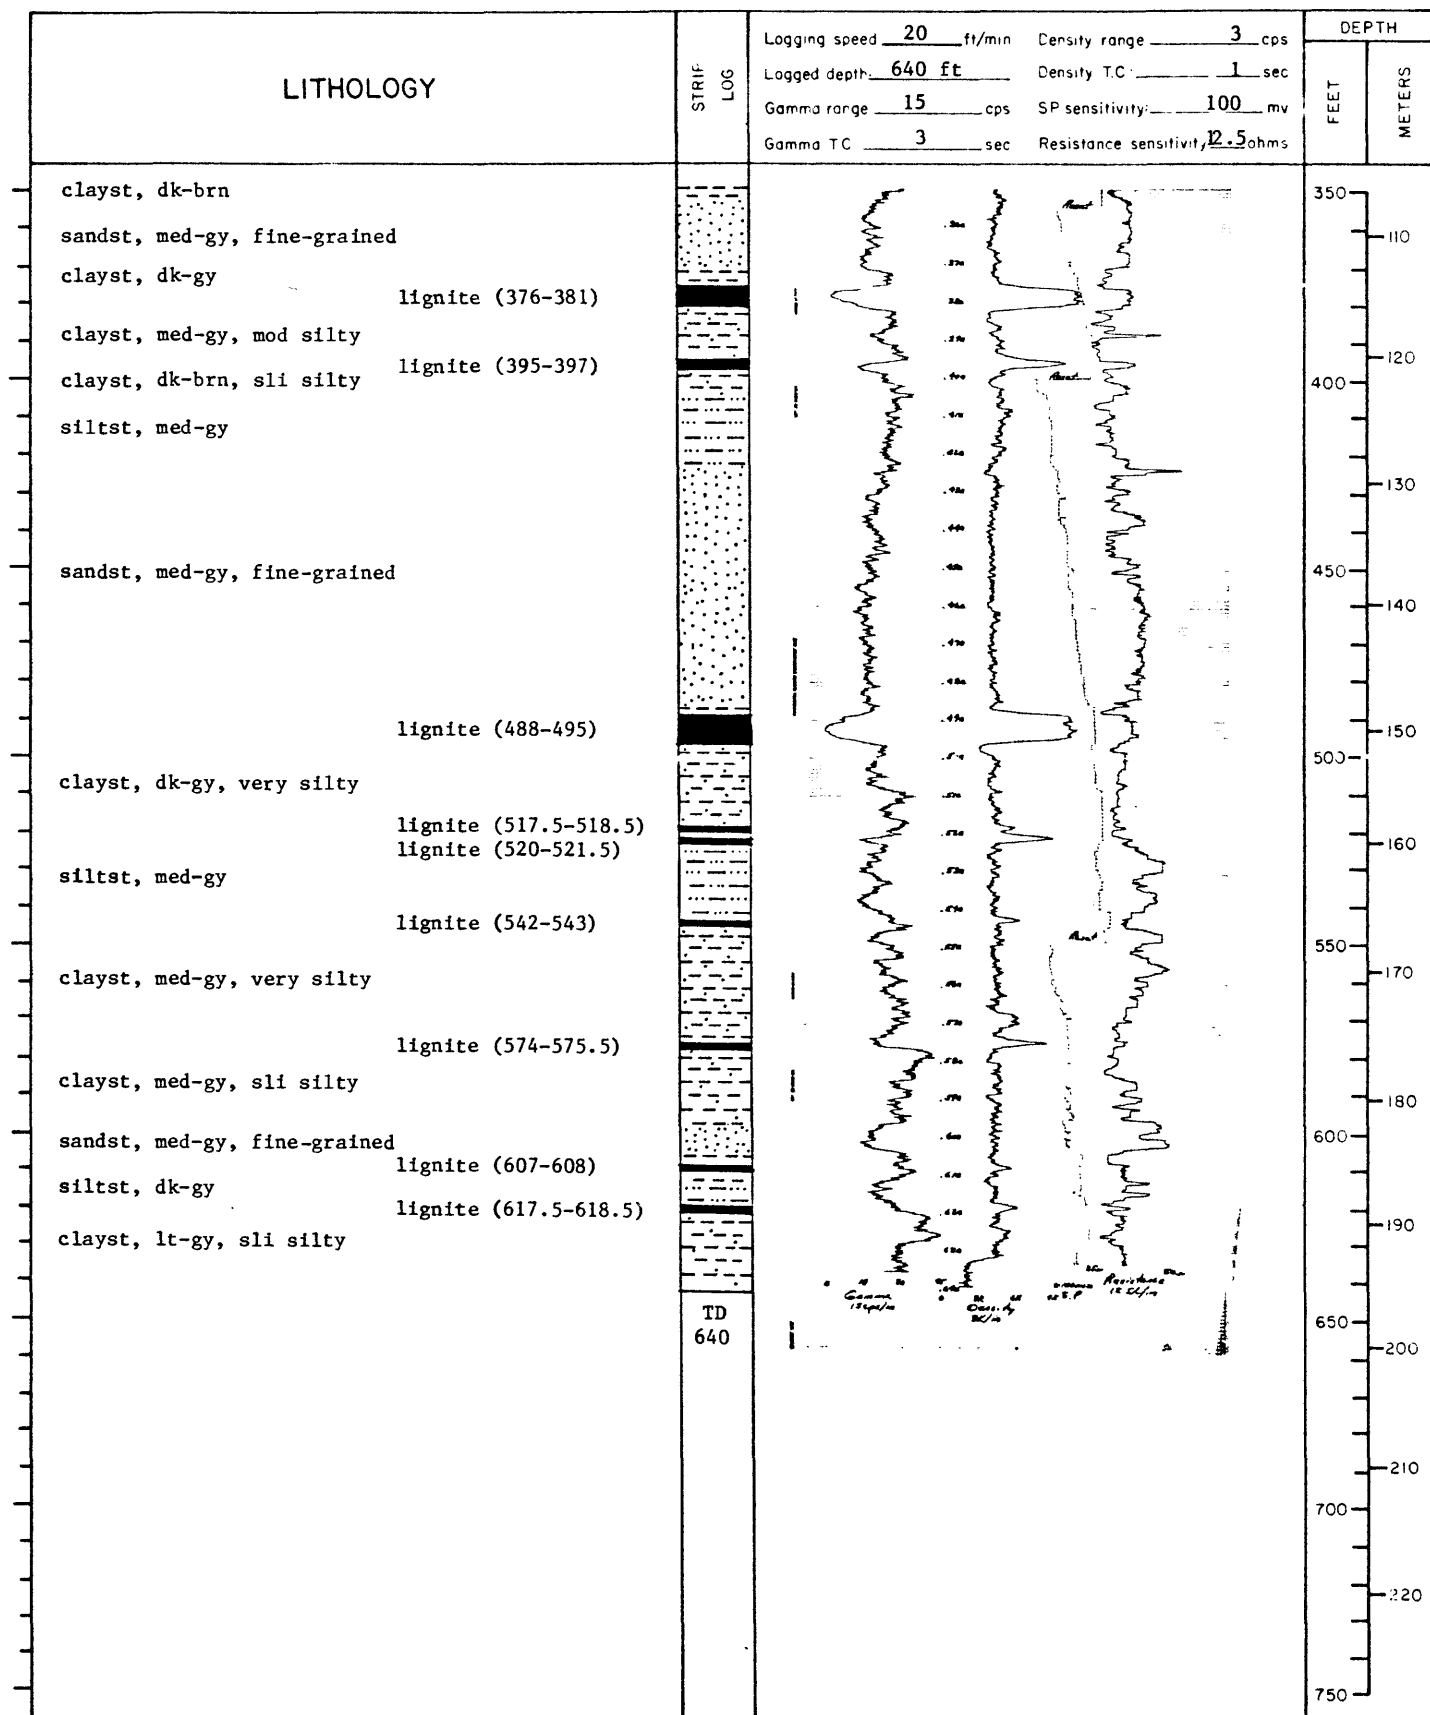 LITHOLOGY
STRIP LOG
Logging speed 20 ft/min Density range 3 cps
Logged depth: 640 ft Density T.C. 1 sec
Gamma range 15 cps SP sensitivity: 100 mv
Gamma TC 3 sec Resistance sensitivity 12.5 ohms
DEPTH
FEET
METERS
clayst, dk-brn
350
sandst, med-gy, fine-grained
110
clayst, dk-gy
lignite (376-381)
clayst, med-gy, mod silty
120
lignite (395-397)
clayst, dk-brn, sli silty
400
siltst, med-gy
130
sandst, med-gy, fine-grained
450
140
lignite (488-495)
150
500
clayst, dk-gy, very silty
lignite (517.5-518.5)
160
lignite (520-521.5)
siltst, med-gy
lignite (542-543)
550
clayst, med-gy, very silty
170
lignite (574-575.5)
clayst, med-gy, sli silty
180
sandst, med-gy, fine-grained
600
lignite (607-608)
siltst, dk-gy
lignite (617.5-618.5)
190
clayst, lt-gy, sli silty
Gamma
Density
S.P
Resistance
TD
640
650
200
210
700
220
750